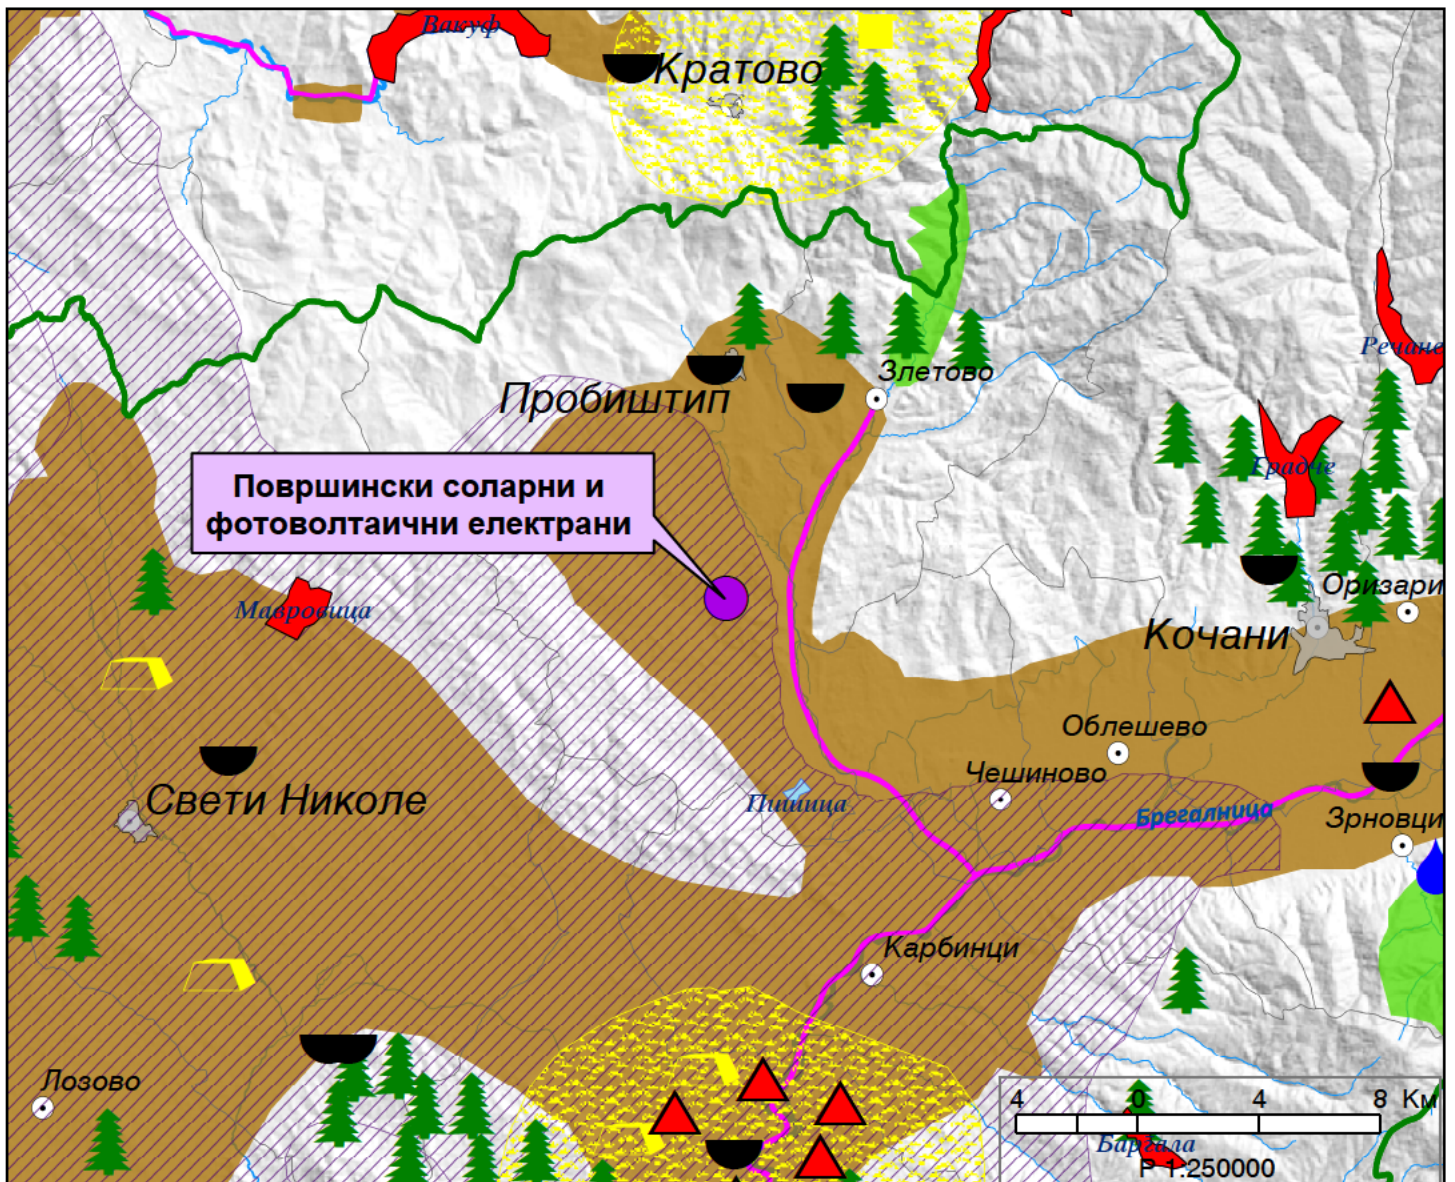 Вакуф
Кратово
Речане
Злетово
Пробиштип
Градче
Површински соларни и
фотоволтаични електрани
Оризари
Мавровица
Кочани
Облешево
Чешиново
Пишица
Брегалница
Свети Николе
Зрновци
Карбинци
Лозово
4 0 4 8 Км
Баргала
Р 1:250000